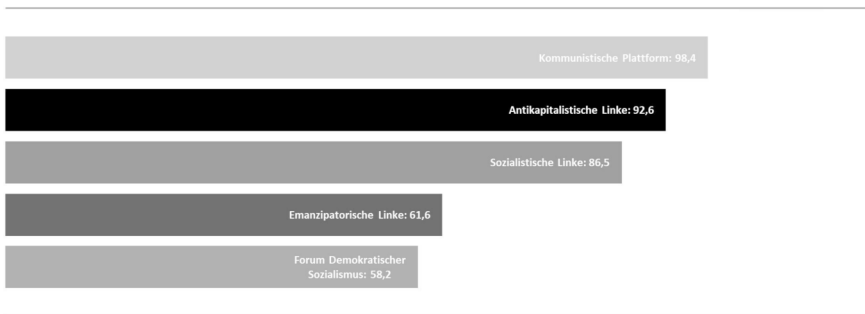 Kommunistische Plattform: 98,4
Antikapitalistische Linke: 92,6
Sozialistische Linke: 86,5
Emanzipatorische Linke: 61,6
Forum Demokratischer
Sozialismus: 58,2